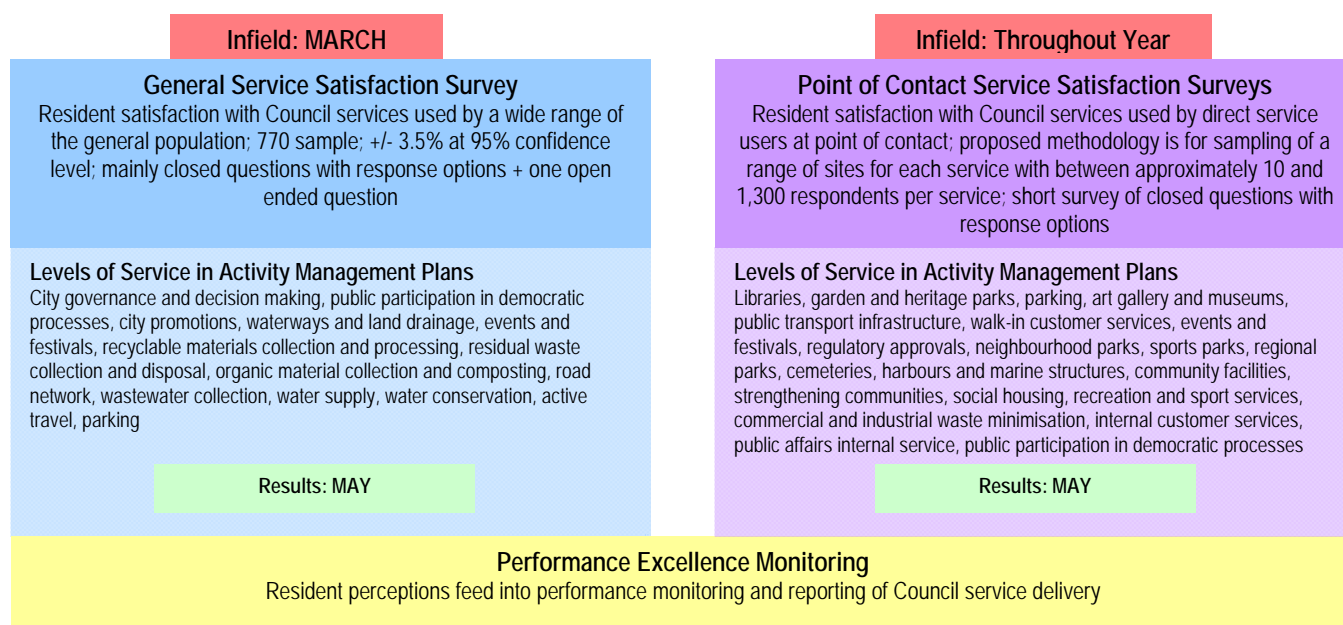 Infield: MARCH
General Service Satisfaction Survey
Resident satisfaction with Council services used by a wide range of
the general population; 770 sample; +/- 3.5% at 95% confidence
level; mainly closed questions with response options + one open
ended question
Levels of Service in Activity Management Plans
City governance and decision making, public participation in democratic
processes, city promotions, waterways and land drainage, events and
festivals, recyclable materials collection and processing, residual waste
collection and disposal, organic material collection and composting, road
network, wastewater collection, water supply, water conservation, active
travel, parking
Results: MAY
Infield: Throughout Year
Point of Contact Service Satisfaction Surveys
Resident satisfaction with Council services used by direct service
users at point of contact; proposed methodology is for sampling of a
range of sites for each service with between approximately 10 and
1,300 respondents per service; short survey of closed questions with
response options
Levels of Service in Activity Management Plans
Libraries, garden and heritage parks, parking, art gallery and museums,
public transport infrastructure, walk-in customer services, events and
festivals, regulatory approvals, neighbourhood parks, sports parks, regional
parks, cemeteries, harbours and marine structures, community facilities,
strengthening communities, social housing, recreation and sport services,
commercial and industrial waste minimisation, internal customer services,
public affairs internal service, public participation in democratic processes
Results: MAY
Performance Excellence Monitoring
Resident perceptions feed into performance monitoring and reporting of Council service delivery